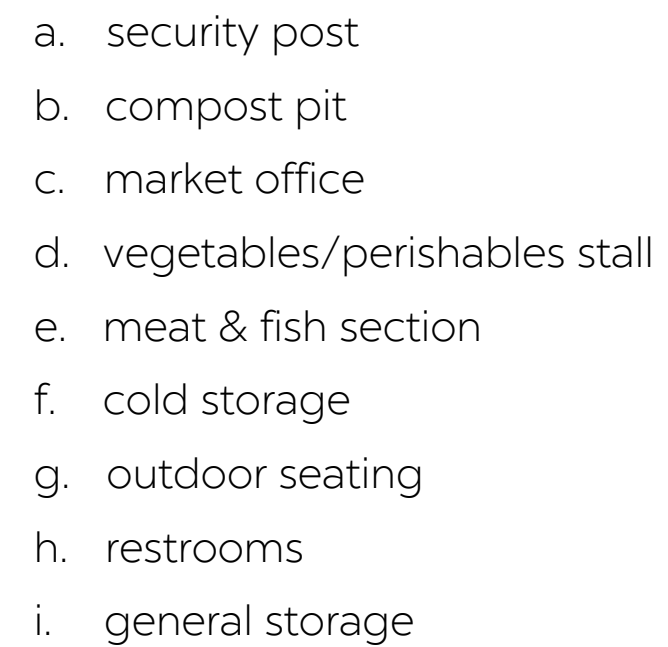 a. security post
b. compost pit
c. market office
d. vegetables/perishables stall
e. meat & fish section
f. cold storage
g. outdoor seating
h. restrooms
i. general storage